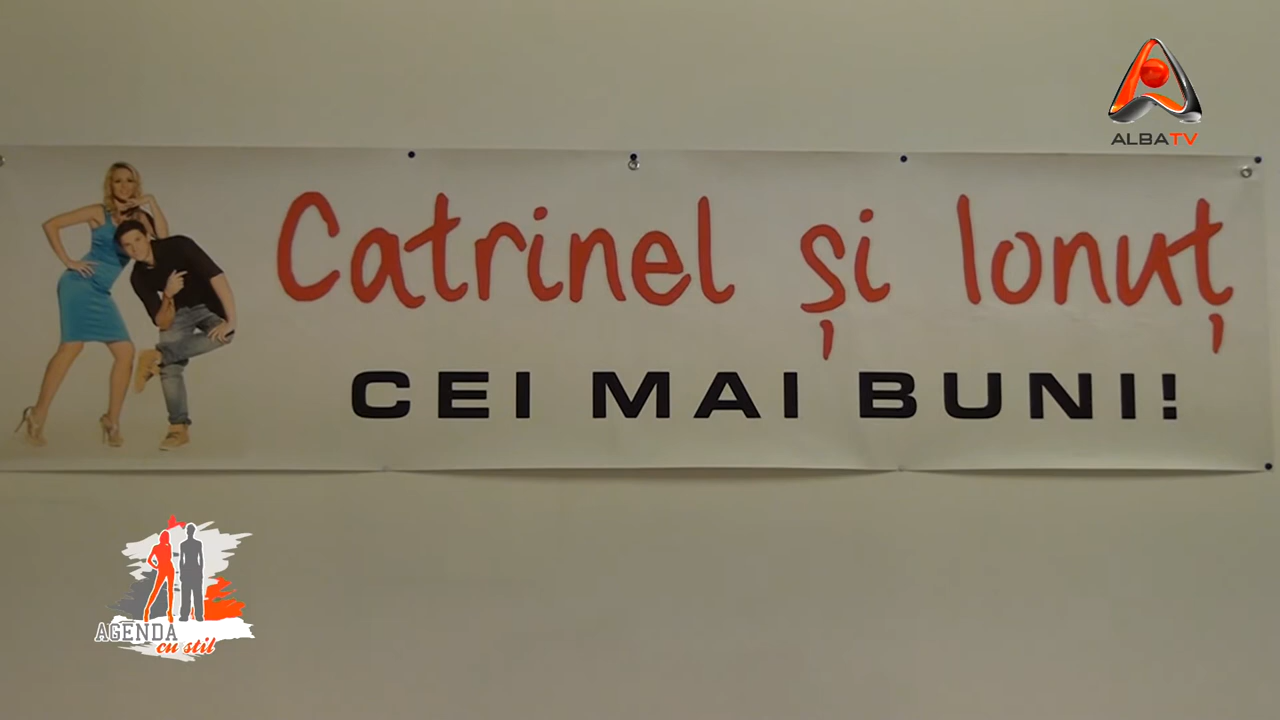 ALBATV
Catrinel și Ionuț
CEI MAI BUNI!
AGENDA
cu stil